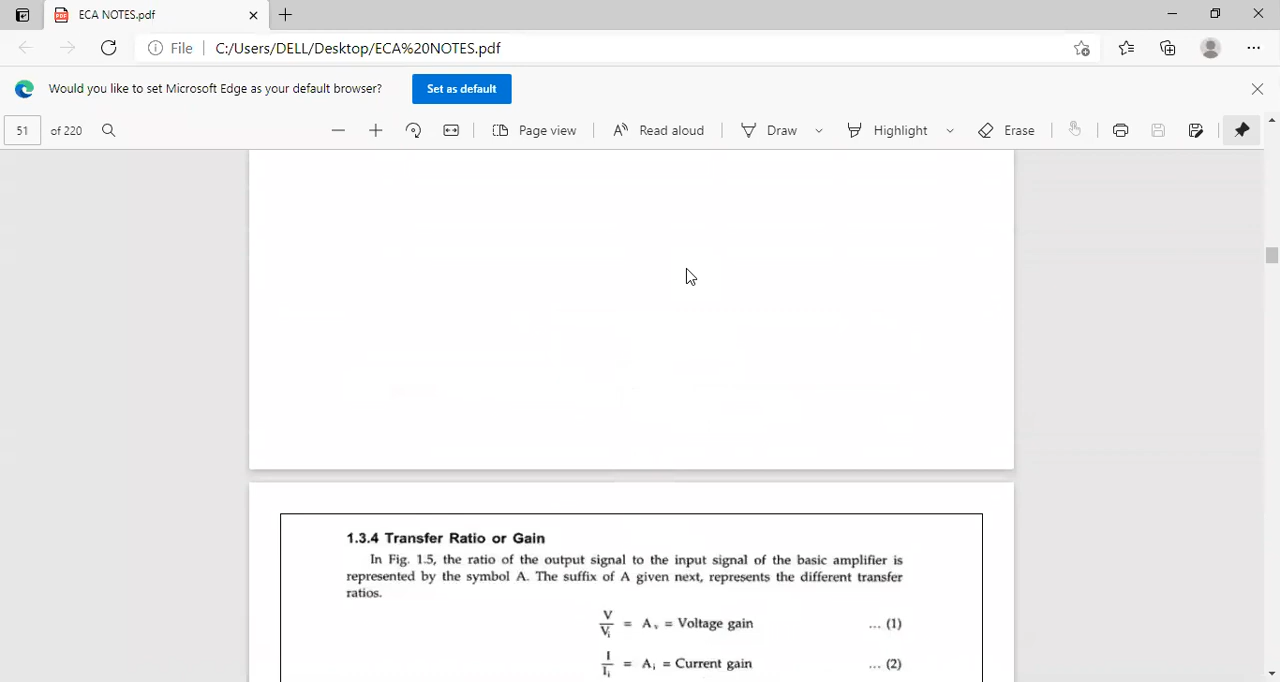 ECA NOTES.pdf
File C:/Users/DELL/Desktop/ECA%20NOTES.pdf
Would you like to set Microsoft Edge as your default browser? Set as default
51 of 220 Page view Read aloud Draw Highlight Erase
1.3.4 Transfer Ratio or Gain
In Fig. 1.5, the ratio of the output signal to the input signal of the basic amplifier is
represented by the symbol A. The suffix of A given next, represents the different transfer
ratios.
V/Vi = Av = Voltage gain ... (1)
I/Ii = Ai = Current gain ... (2)